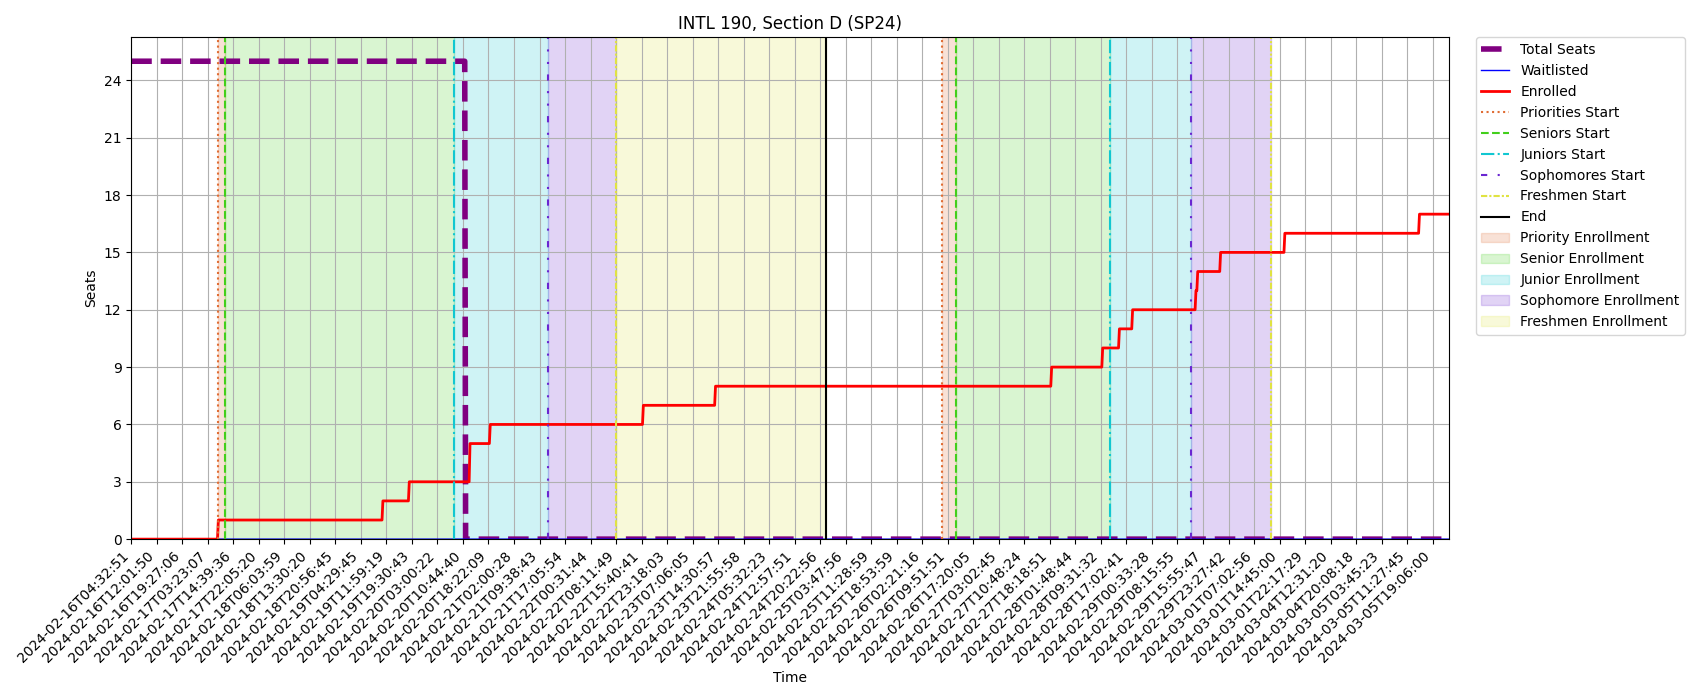 INTL 190, Section D (SP24)
Total Seats
Waitlisted
Enrolled
Priorities Start
Seniors Start
Juniors Start
Sophomores Start
Freshmen Start
End
Priority Enrollment
Senior Enrollment
Junior Enrollment
Sophomore Enrollment
Freshmen Enrollment
Seats
24
21
18
15
12
9
6
3
0
2024-02-16T04:32:51
2024-02-16T12:01:50
2024-02-16T19:27:06
2024-02-17T03:23:07
2024-02-17T14:39:36
2024-02-17T22:05:20
2024-02-18T06:03:59
2024-02-18T13:30:20
2024-02-18T20:56:45
2024-02-19T04:29:45
2024-02-19T11:59:19
2024-02-19T19:30:43
2024-02-20T03:00:22
2024-02-20T10:44:40
2024-02-20T18:22:09
2024-02-21T02:00:28
2024-02-21T09:38:43
2024-02-21T17:05:54
2024-02-22T00:31:44
2024-02-22T08:11:49
2024-02-22T15:40:41
2024-02-22T23:18:03
2024-02-23T07:06:05
2024-02-23T14:30:57
2024-02-23T21:55:58
2024-02-24T05:32:23
2024-02-24T12:57:51
2024-02-24T20:22:56
2024-02-25T03:47:56
2024-02-25T11:28:59
2024-02-25T18:53:59
2024-02-26T02:21:16
2024-02-26T09:51:51
2024-02-26T17:20:05
2024-02-27T03:02:45
2024-02-27T10:48:24
2024-02-27T18:18:51
2024-02-28T01:48:44
2024-02-28T09:31:32
2024-02-28T17:02:41
2024-02-29T00:33:28
2024-02-29T08:15:55
2024-02-29T15:55:47
2024-02-29T23:27:42
2024-03-01T07:02:56
2024-03-01T14:45:00
2024-03-01T22:17:29
2024-03-04T12:31:20
2024-03-04T20:08:18
2024-03-05T03:45:23
2024-03-05T11:27:45
2024-03-05T19:06:00
Time